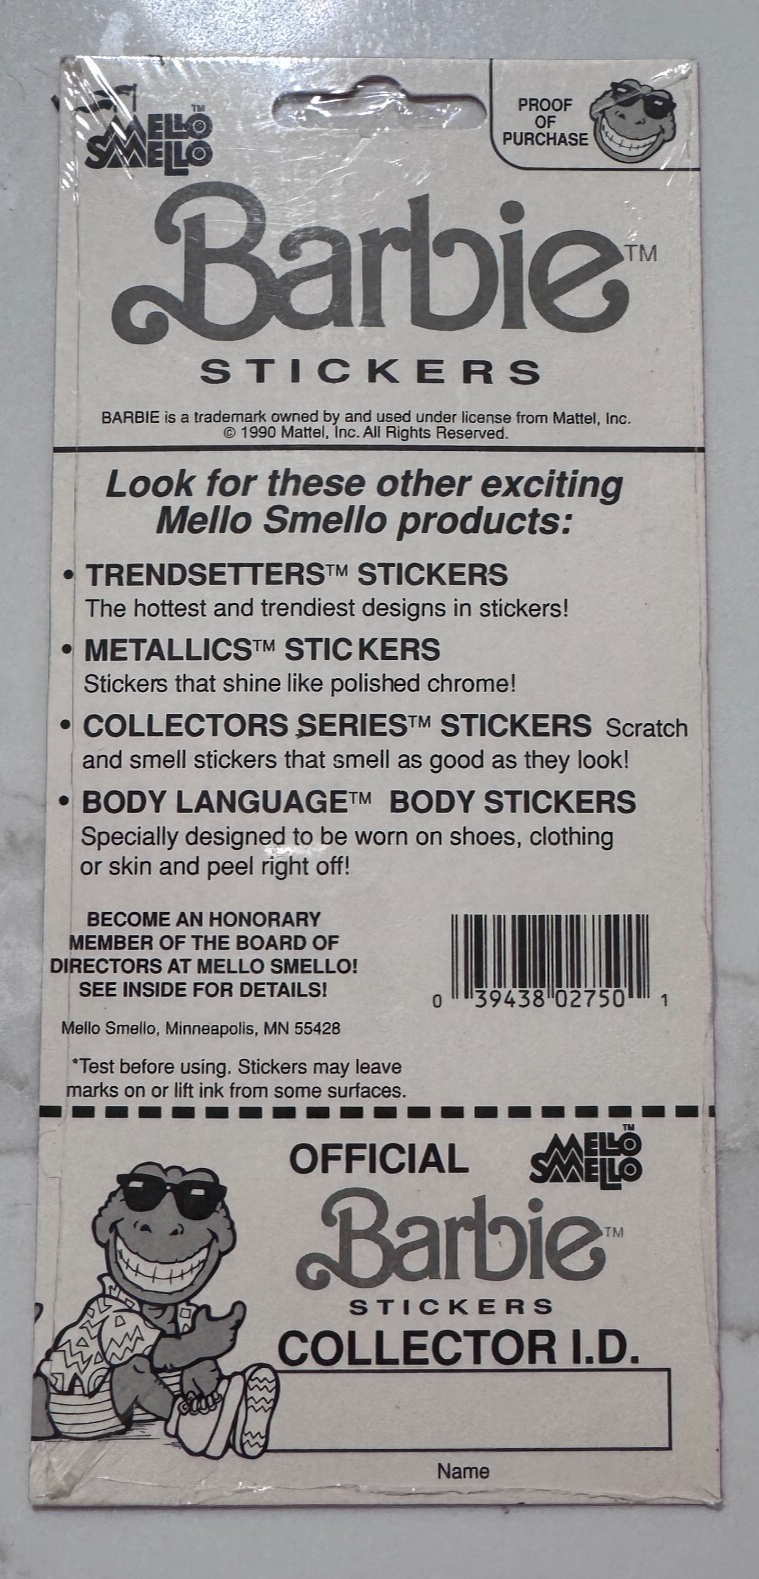 MELLO
SMELLO
TM
PROOF
OF
PURCHASE
Barbie™
STICKERS
BARBIE is a trademark owned by and used under license from Mattel, Inc.
© 1990 Mattel, Inc. All Rights Reserved.
Look for these other exciting
Mello Smello products:
• TRENDSETTERS™ STICKERS
The hottest and trendiest designs in stickers!
• METALLICS™ STICKERS
Stickers that shine like polished chrome!
• COLLECTORS SERIES™ STICKERS Scratch
and smell stickers that smell as good as they look!
• BODY LANGUAGE™ BODY STICKERS
Specially designed to be worn on shoes, clothing
or skin and peel right off!
BECOME AN HONORARY
MEMBER OF THE BOARD OF
DIRECTORS AT MELLO SMELLO!
SEE INSIDE FOR DETAILS!
0 39438 02750 1
Mello Smello, Minneapolis, MN 55428
*Test before using. Stickers may leave
marks on or lift ink from some surfaces.
OFFICIAL
MELLO
SMELLO
TM
Barbie™
STICKERS
COLLECTOR I.D.
Name